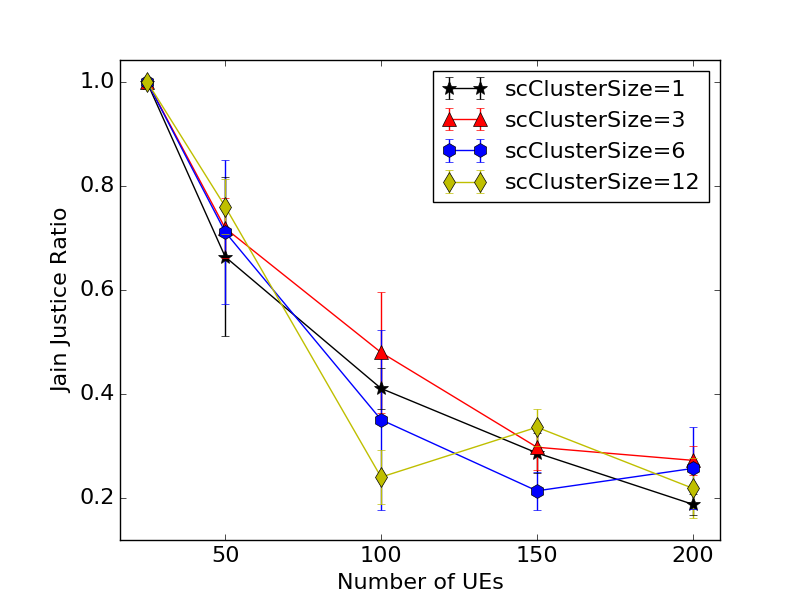 1.0
0.8
0.6
0.4
0.2
Jain Justice Ratio
scClusterSize=1
scClusterSize=3
scClusterSize=6
scClusterSize=12
50
100
150
200
Number of UEs